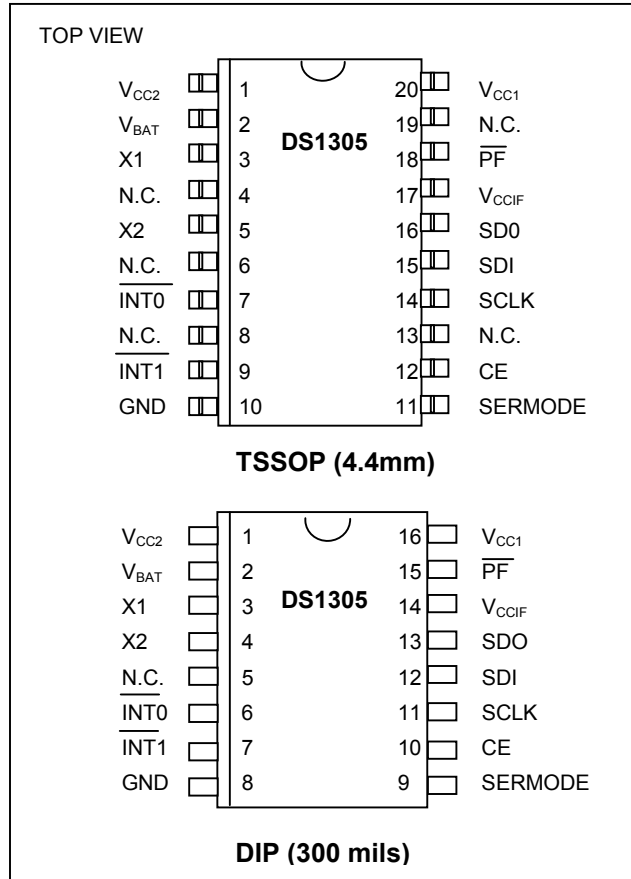 TOP VIEW
VCC2 1 20 VCC1
VBAT 2 19 N.C.
DS1305
X1 3 18 PF
N.C. 4 17 VCCIF
X2 5 16 SD0
N.C. 6 15 SDI
INT0 7 14 SCLK
N.C. 8 13 N.C.
INT1 9 12 CE
GND 10 11 SERMODE
TSSOP (4.4mm)
VCC2 1 16 VCC1
VBAT 2 15 PF
X1 3 DS1305 14 VCCIF
X2 4 13 SDO
N.C. 5 12 SDI
INT0 6 11 SCLK
INT1 7 10 CE
GND 8 9 SERMODE
DIP (300 mils)